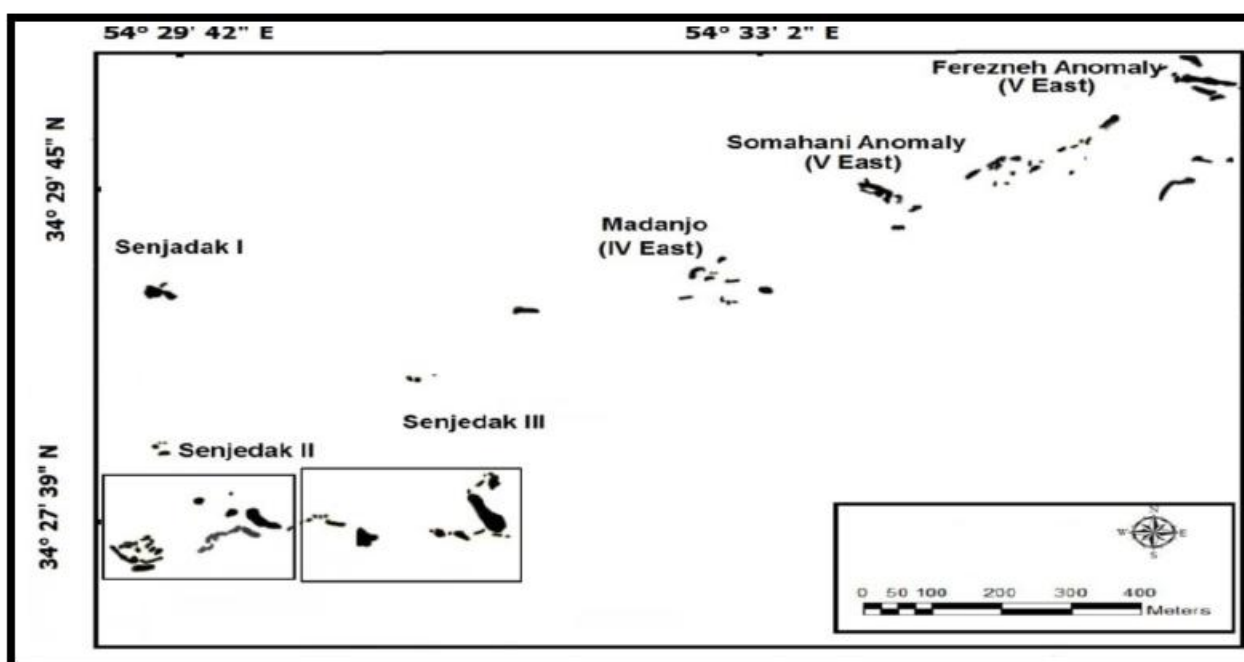 54° 29' 42" E
54° 33' 2" E
34° 29' 45" N
34° 27' 39" N
Ferezneh Anomaly
(V East)
Somahani Anomaly
(V East)
Madanjo
(IV East)
Senjadak I
Senjedak III
Senjedak II
N
W E
S
0 50 100 200 300 400
Meters